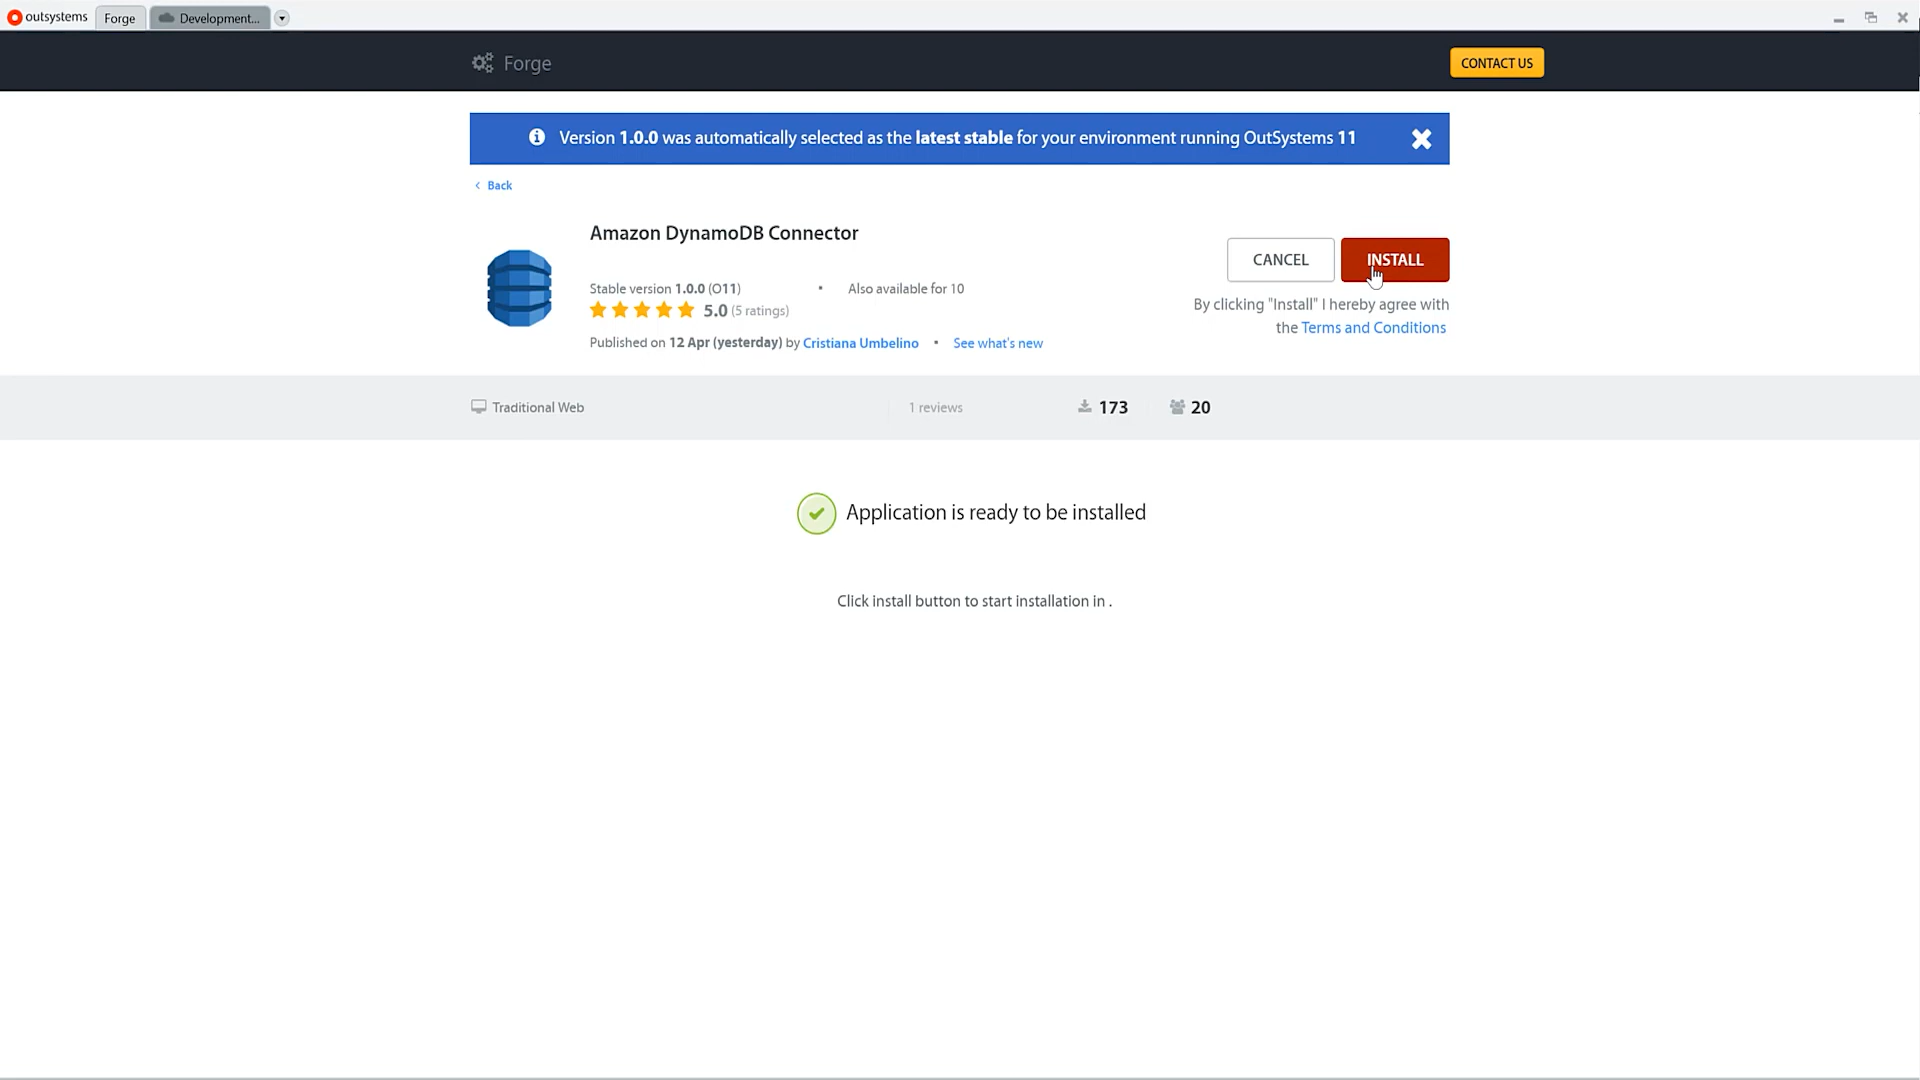 outsystems Forge Development...
Forge
CONTACT US
Version 1.0.0 was automatically selected as the latest stable for your environment running OutSystems 11
Back
Amazon DynamoDB Connector
CANCEL INSTALL
Stable version 1.0.0 (O11) • Also available for 10
By clicking "Install" I hereby agree with
the Terms and Conditions
5.0 (5 ratings)
Published on 12 Apr (yesterday) by Cristiana Umbelino • See what's new
Traditional Web 1 reviews 173 20
Application is ready to be installed
Click install button to start installation in .